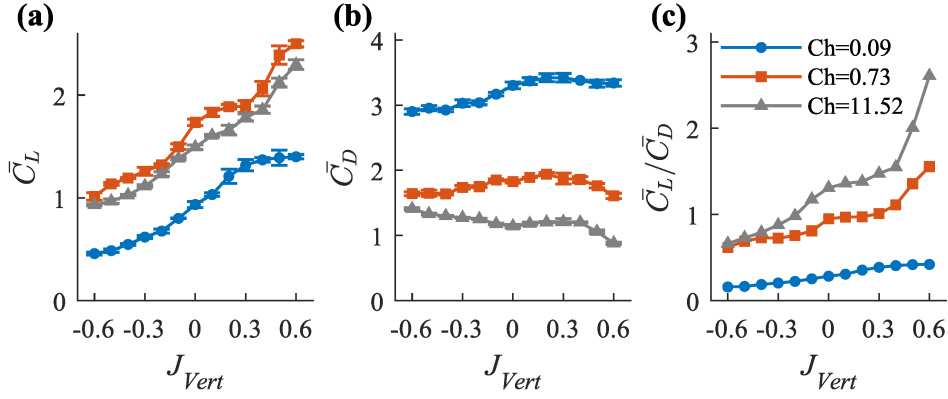 (a)
2
1
0
-0.6 -0.3 0 0.3 0.6
C̄_L
J_Vert
(b)
4
3
2
1
0
-0.6 -0.3 0 0.3 0.6
C̄_D
J_Vert
(c)
3
2
1
0
-0.6 -0.3 0 0.3 0.6
C̄_L/C̄_D
J_Vert
Ch=0.09
Ch=0.73
Ch=11.52